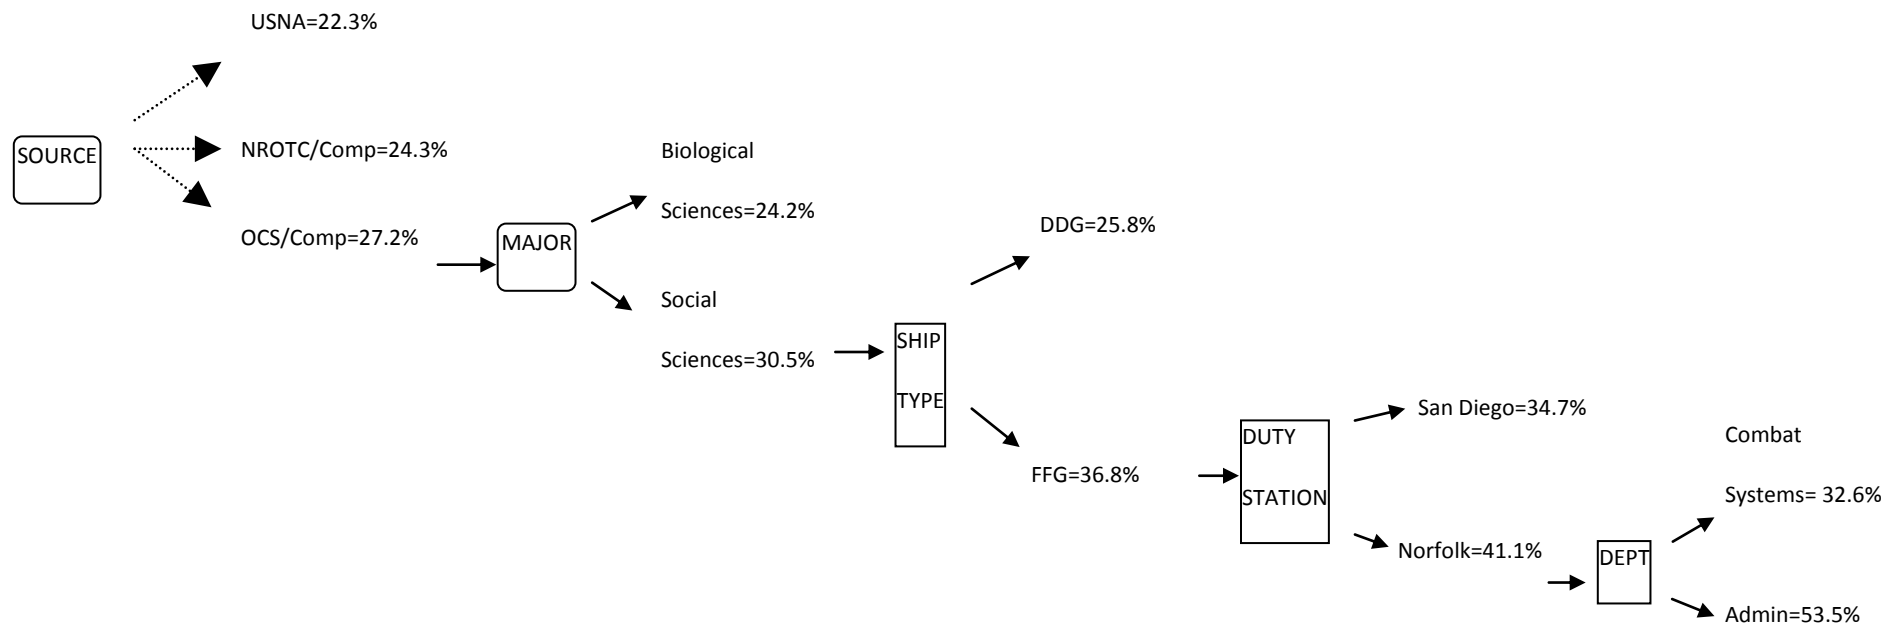 USNA=22.3%
SOURCE
NROTC/Comp=24.3%
OCS/Comp=27.2%
MAJOR
Biological
Sciences=24.2%
Social
Sciences=30.5%
SHIP
TYPE
DDG=25.8%
FFG=36.8%
DUTY
STATION
San Diego=34.7%
Norfolk=41.1%
DEPT
Combat
Systems= 32.6%
Admin=53.5%